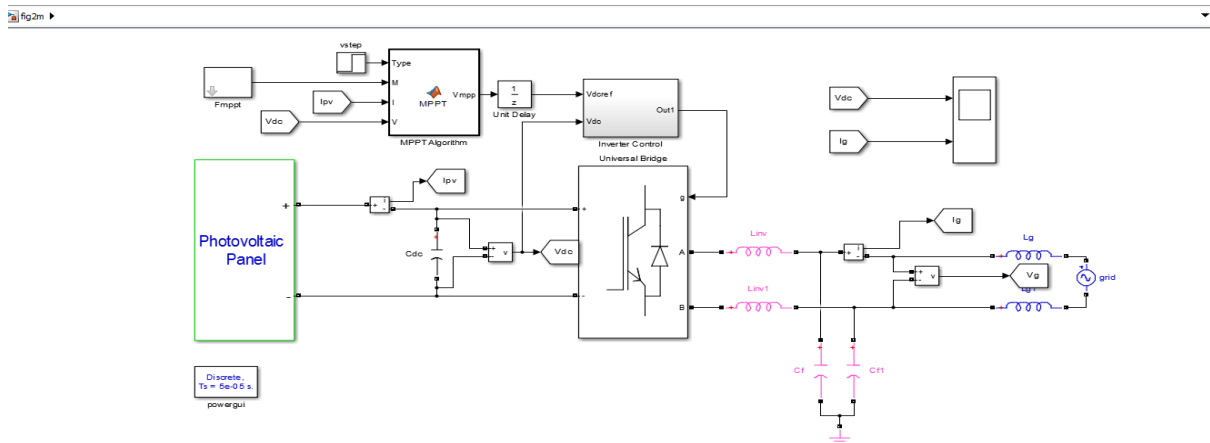 fig2m
vstep
Type
M
I
V
MPPT
Vmpp
MPPT Algorithm
Fmppt
Ipv
Vdc
1
z
Unit Delay
Vdcref
Vdc
Out1
Inverter Control
Vdc
Ig
Universal Bridge
Photovoltaic
Panel
+
–
i
+
-
Ipv
Cdc
+
+
-
v
Vdc
+
-
g
A
B
Linv
+
Linv1
+
i
+
-
Ig
+
-
v
Vg
Lg
+
grid
+
Cf
+
Cf1
+
Discrete,
Ts = 5e-05 s.
powergui